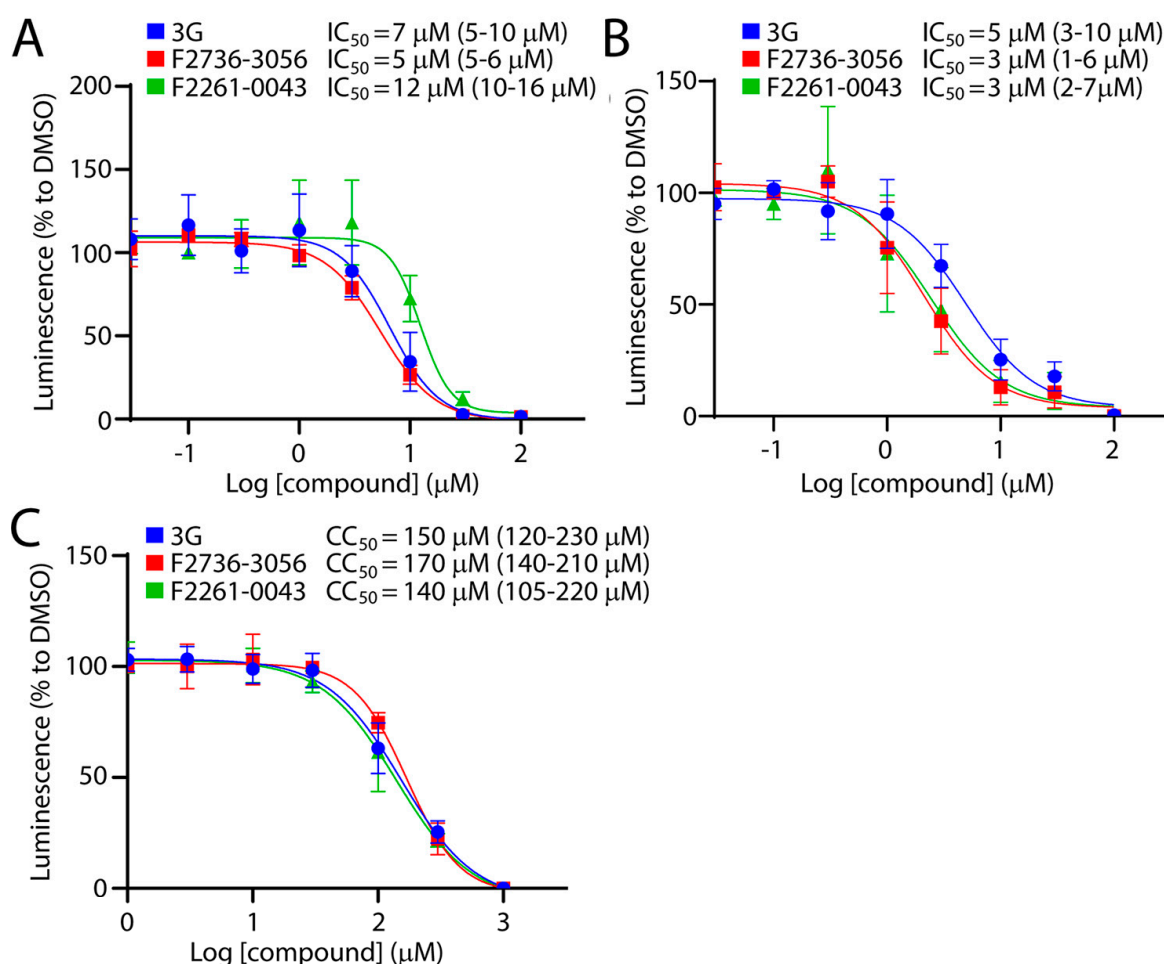 A
3G IC50 = 7 μM (5-10 μM)
F2736-3056 IC50 = 5 μM (5-6 μM)
F2261-0043 IC50 = 12 μM (10-16 μM)
Luminescence (% to DMSO)
200
150
100
50
0
-1 0 1 2
Log [compound] (μM)
B
3G IC50 = 5 μM (3-10 μM)
F2736-3056 IC50 = 3 μM (1-6 μM)
F2261-0043 IC50 = 3 μM (2-7μM)
Luminescence (% to DMSO)
150
100
50
0
-1 0 1 2
Log [compound] (μM)
C
3G CC50 = 150 μM (120-230 μM)
F2736-3056 CC50 = 170 μM (140-210 μM)
F2261-0043 CC50 = 140 μM (105-220 μM)
Luminescence (% to DMSO)
150
100
50
0
0 1 2 3
Log [compound] (μM)